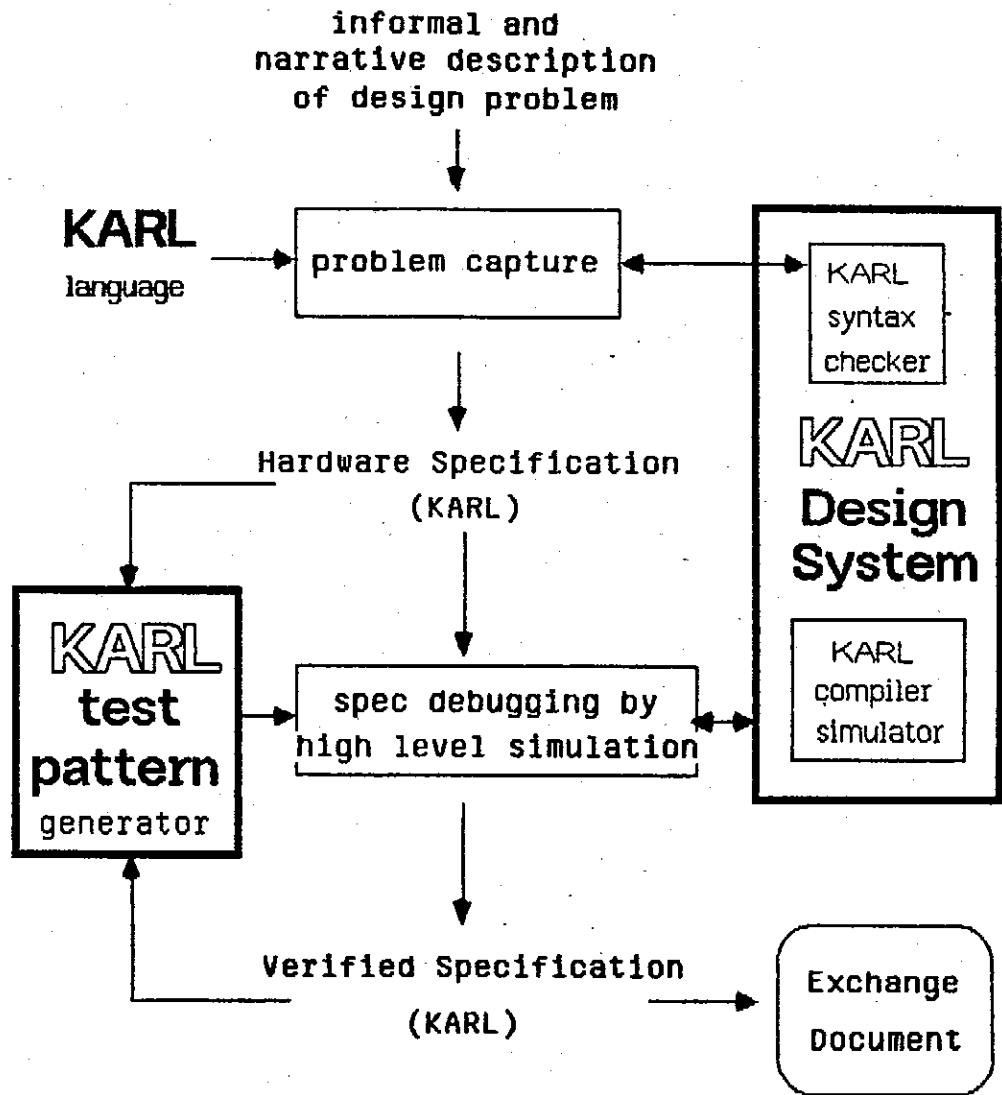 informal and
narrative description
of design problem
KARL
language
problem capture
KARL
syntax
checker
KARL
Design
System
Hardware Specification
(KARL)
KARL
test
pattern
generator
spec debugging by
high level simulation
KARL
compiler
simulator
Verified Specification
(KARL)
Exchange
Document